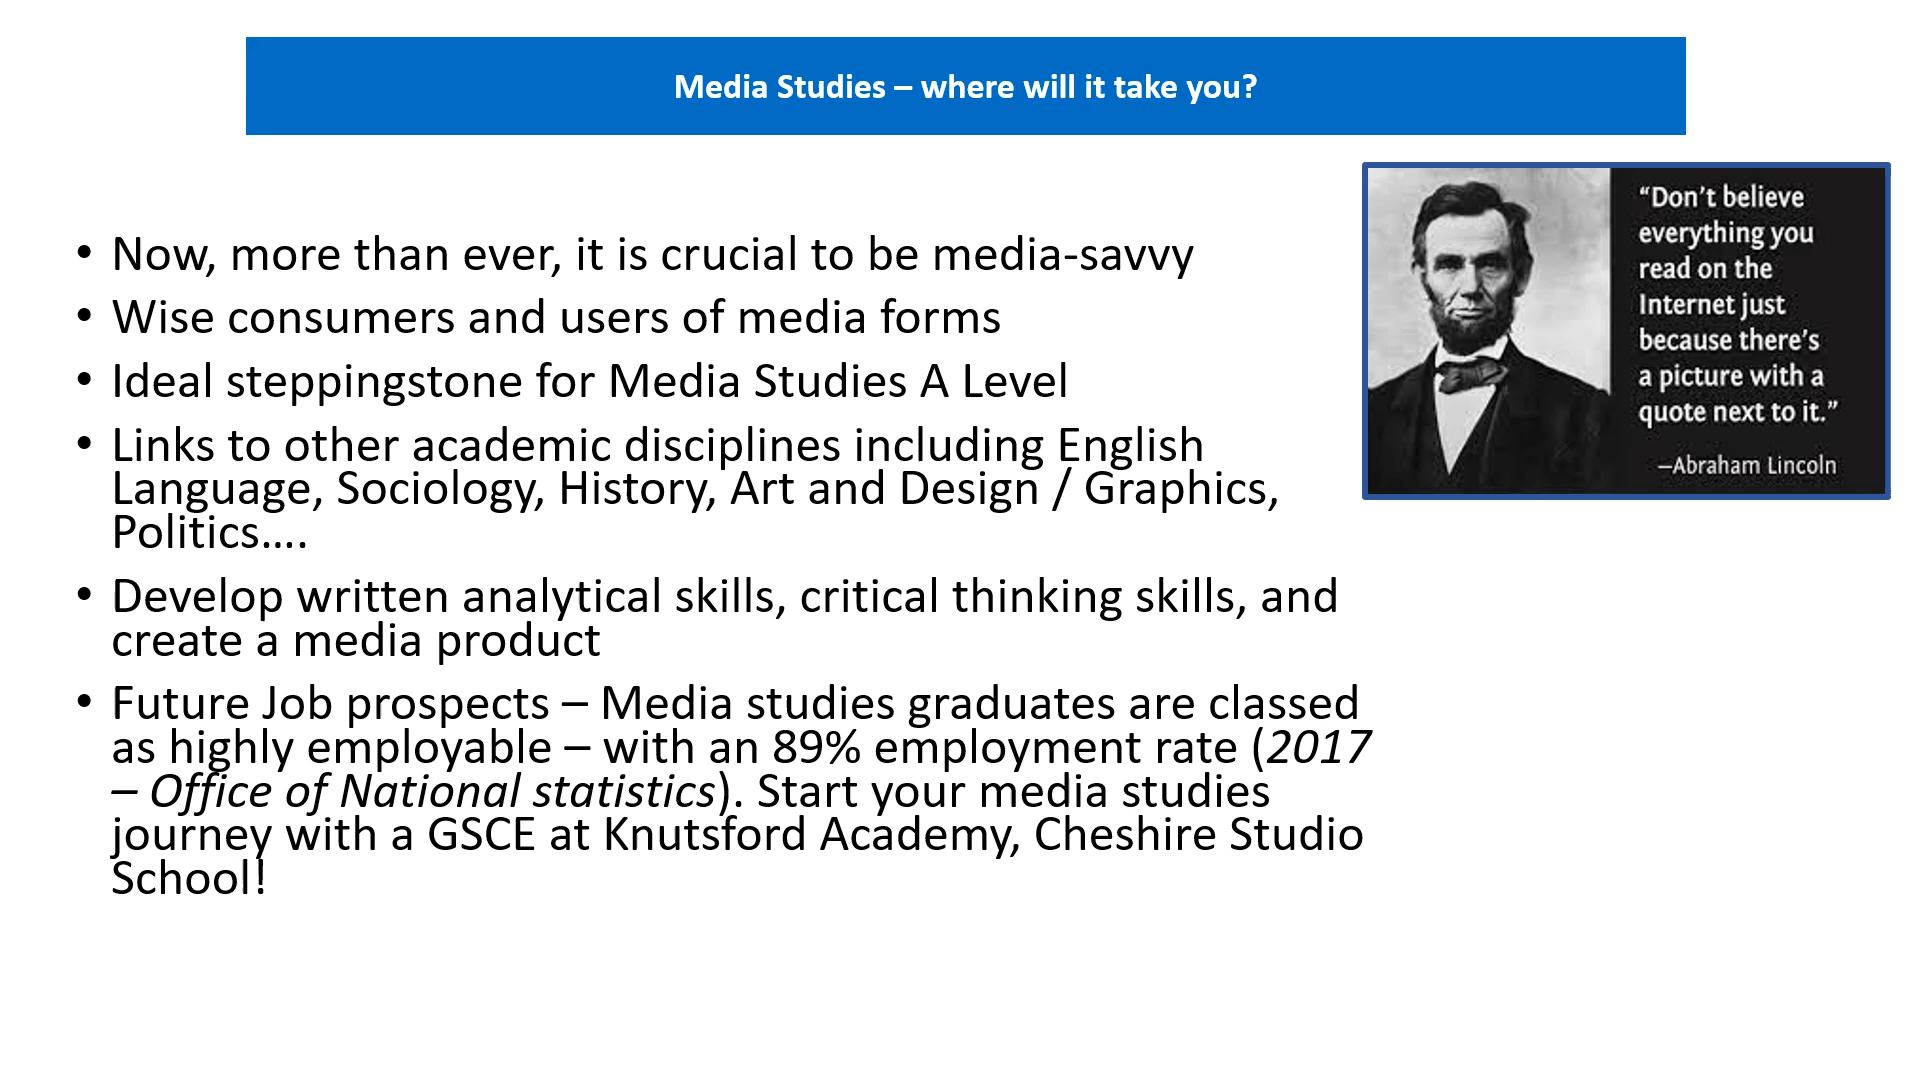 Media Studies – where will it take you?
• Now, more than ever, it is crucial to be media-savvy
• Wise consumers and users of media forms
• Ideal steppingstone for Media Studies A Level
• Links to other academic disciplines including English
Language, Sociology, History, Art and Design / Graphics,
Politics….
• Develop written analytical skills, critical thinking skills, and
create a media product
• Future Job prospects – Media studies graduates are classed
as highly employable – with an 89% employment rate (2017
– Office of National statistics). Start your media studies
journey with a GSCE at Knutsford Academy, Cheshire Studio
School!
“Don’t believe
everything you
read on the
Internet just
because there’s
a picture with a
quote next to it.”
–Abraham Lincoln